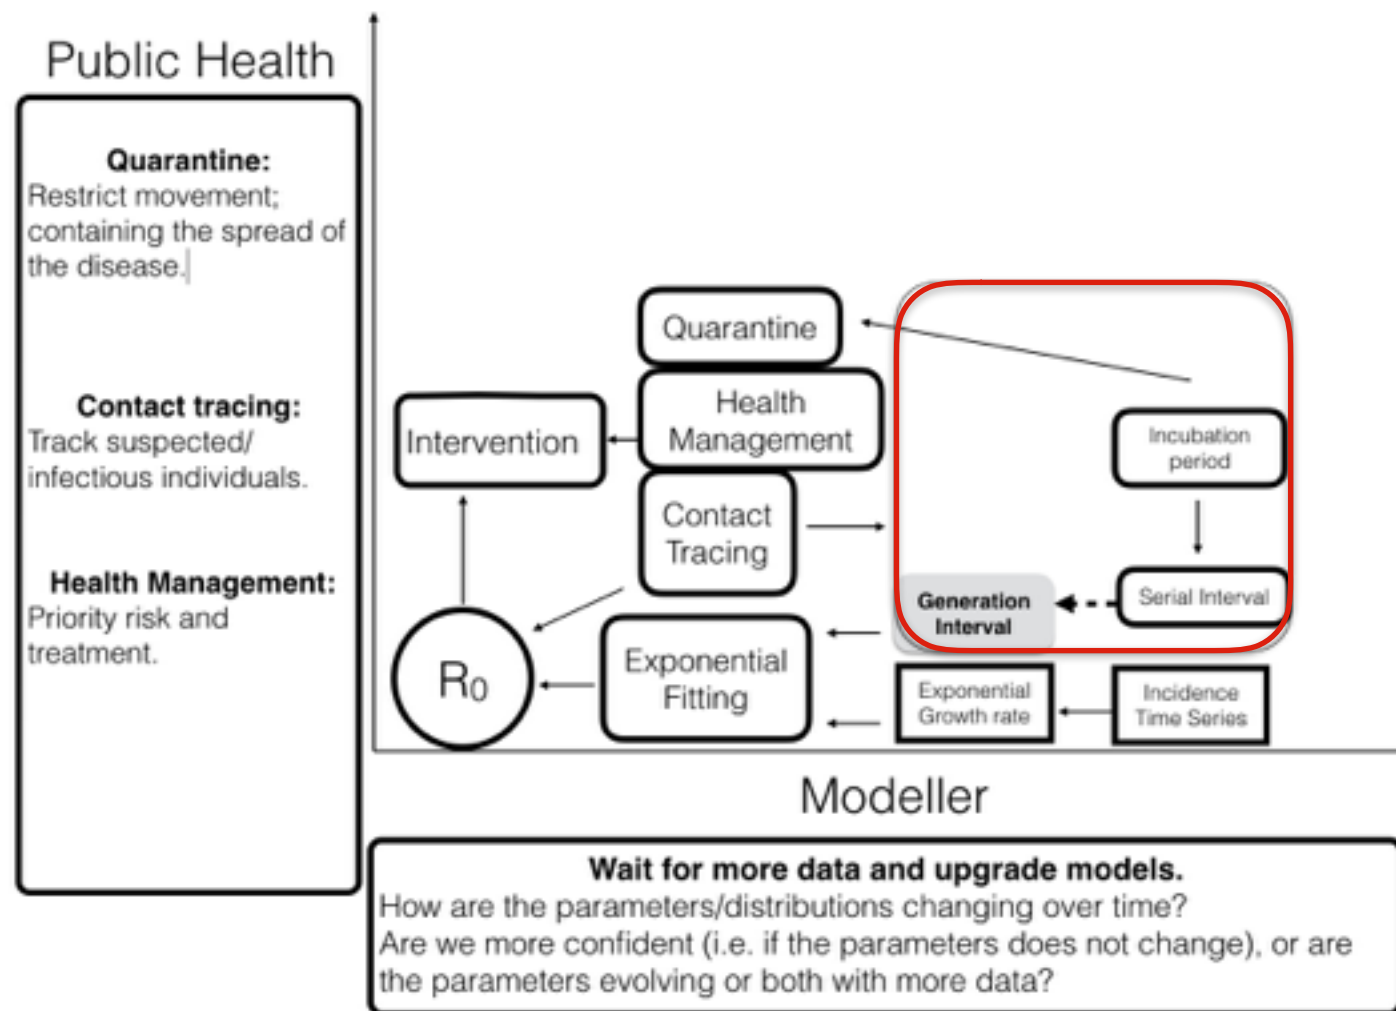 Public Health
Quarantine:
Restrict movement;
containing the spread of
the disease.
Contact tracing:
Track suspected/
infectious individuals.
Health Management:
Priority risk and
treatment.
Quarantine
Health
Management
Intervention
Contact
Tracing
Incubation
period
Serial Interval
Generation
Interval
R0
Exponential
Fitting
Exponential
Growth rate
Incidence
Time Series
Modeller
Wait for more data and upgrade models.
How are the parameters/distributions changing over time?
Are we more confident (i.e. if the parameters does not change), or are
the parameters evolving or both with more data?